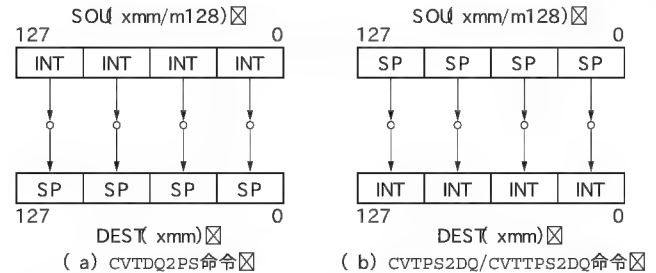 SOU( xmm/m128)
127 0
INT INT INT INT
SP SP SP SP
127 0
DEST( xmm)
( a) CVTDQ2PS命令
SOU( xmm/m128)
127 0
SP SP SP SP
INT INT INT INT
127 0
DEST( xmm)
( b) CVTPS2DQ/CVTTPS2DQ命令